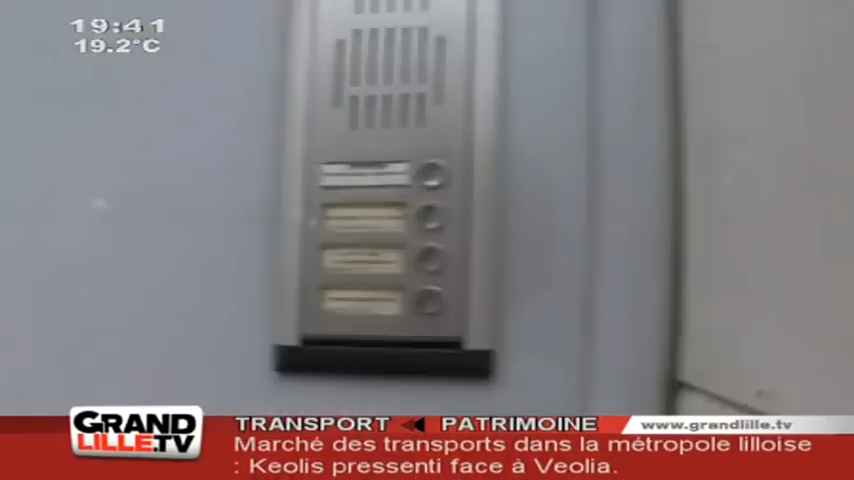 19:41
19.2°C
GRAND
LILLE.TV
TRANSPORT PATRIMOINE
www.grandlille.tv
Marché des transports dans la métropole lilloise
: Keolis pressenti face à Veolia.